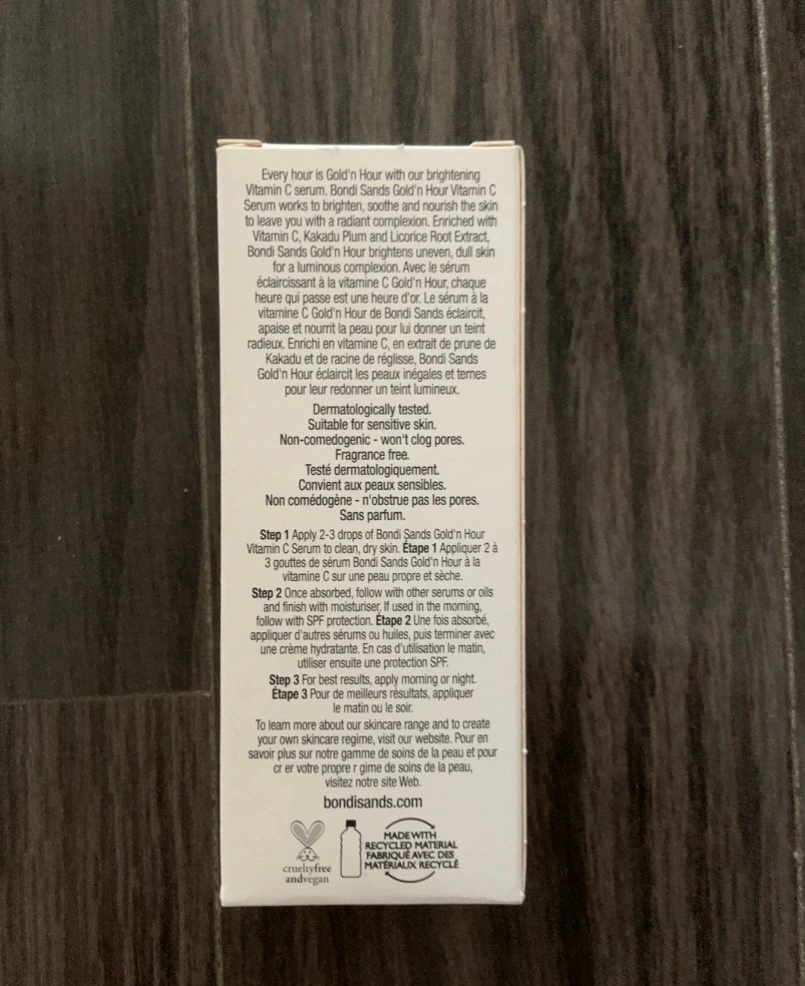 Every hour is Gold'n Hour with our brightening
Vitamin C serum. Bondi Sands Gold'n Hour Vitamin C
Serum works to brighten, soothe and nourish the skin
to leave you with a radiant complexion. Enriched with
Vitamin C, Kakadu Plum and Licorice Root Extract,
Bondi Sands Gold'n Hour brightens uneven, dull skin
for a luminous complexion. Avec le sérum
éclaircissant à la vitamine C Gold'n Hour, chaque
heure qui passe est une heure d'or. Le sérum à la
vitamine C Gold'n Hour de Bondi Sands éclaircit,
apaise et nourrit la peau pour lui donner un teint
radieux. Enrichi en vitamine C, en extrait de prune de
Kakadu et de racine de réglisse, Bondi Sands
Gold'n Hour éclaircit les peaux inégales et ternes
pour leur redonner un teint lumineux.
Dermatologically tested.
Suitable for sensitive skin.
Non-comedogenic - won't clog pores.
Fragrance free.
Testé dermatologiquement.
Convient aux peaux sensibles.
Non comédogène - n'obstrue pas les pores.
Sans parfum.
Step 1 Apply 2-3 drops of Bondi Sands Gold'n Hour
Vitamin C Serum to clean, dry skin. Étape 1 Appliquer 2 à
3 gouttes de sérum Bondi Sands Gold'n Hour à la
vitamine C sur une peau propre et sèche.
Step 2 Once absorbed, follow with other serums or oils
and finish with moisturiser. If used in the morning,
follow with SPF protection. Étape 2 Une fois absorbé,
appliquer d'autres sérums ou huiles, puis terminer avec
une crème hydratante. En cas d'utilisation le matin,
utiliser ensuite une protection SPF.
Step 3 For best results, apply morning or night.
Étape 3 Pour de meilleurs résultats, appliquer
le matin ou le soir.
To learn more about our skincare range and to create
your own skincare regime, visit our website. Pour en
savoir plus sur notre gamme de soins de la peau et pour
cr er votre propre r gime de soins de la peau,
visitez notre site Web.
bondisands.com
crueltyfree
andvegan
MADE WITH
RECYCLED MATERIAL
FABRIQUÉ AVEC DES
MATÉRIAUX RECYCLÉ